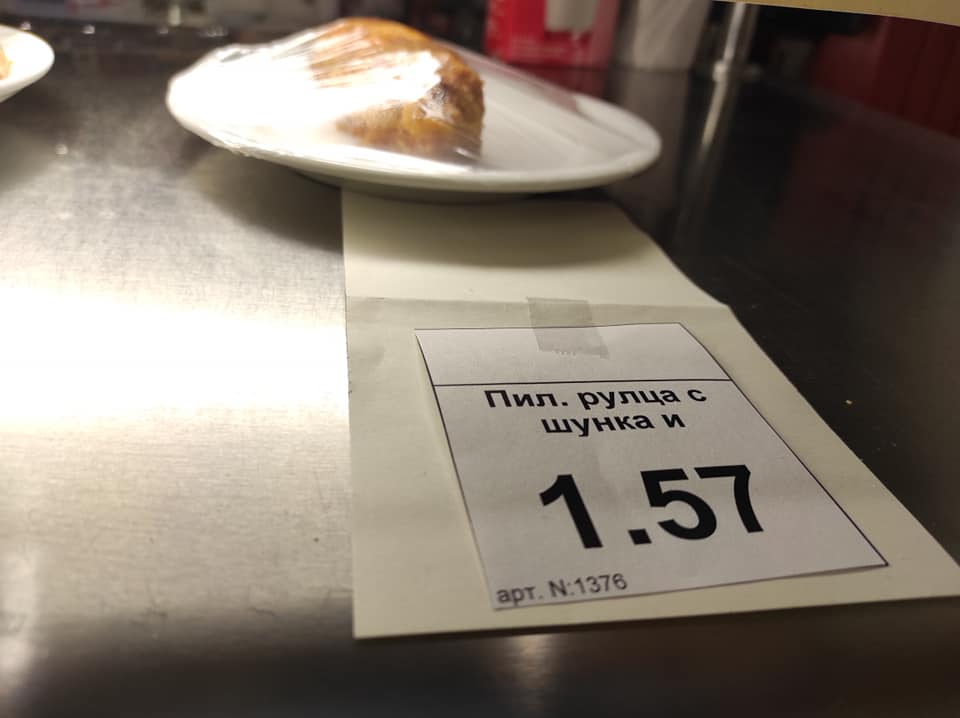 Пил. рулца с
шунка и
1.57
арт. N:1376